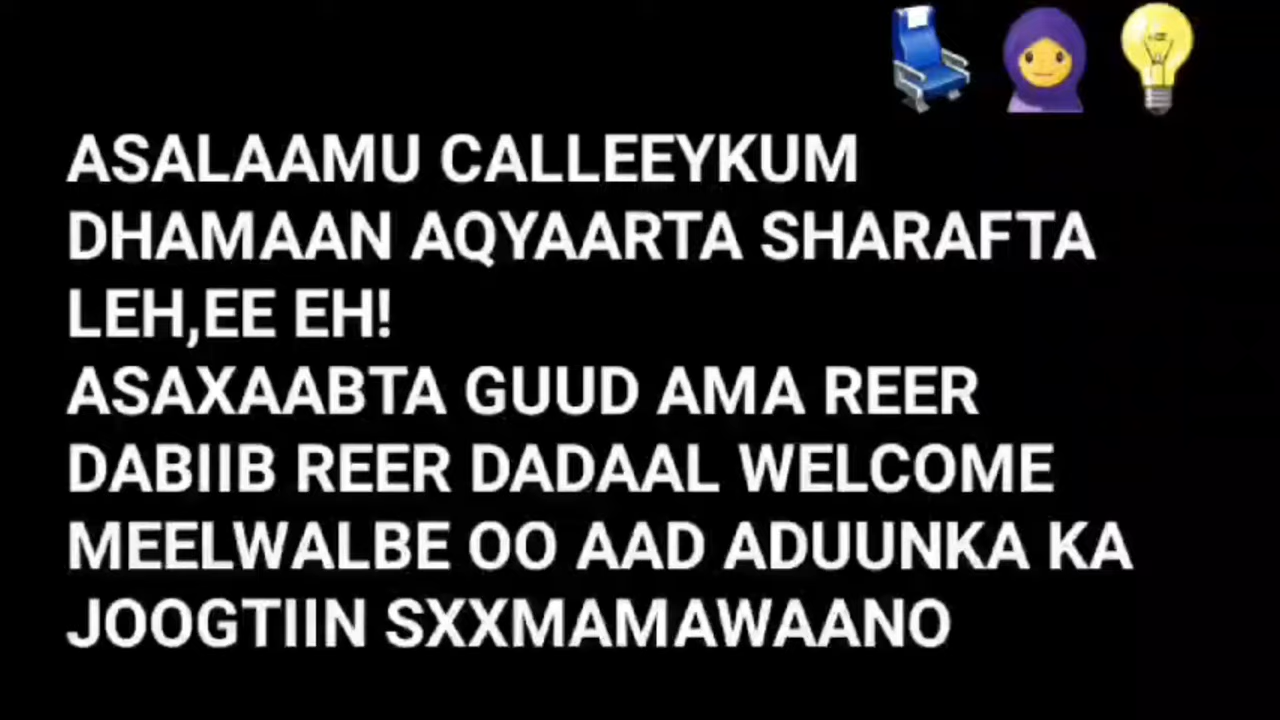 ASALAAMU CALLEEYKUM
DHAMAAN AQYAARTA SHARAFTA
LEH,EE EH!
ASAXAABTA GUUD AMA REER
DABIIB REER DADAAL WELCOME
MEELWALBE OO AAD ADUUNKA KA
JOOGTIIN SXXMAMAWAANO